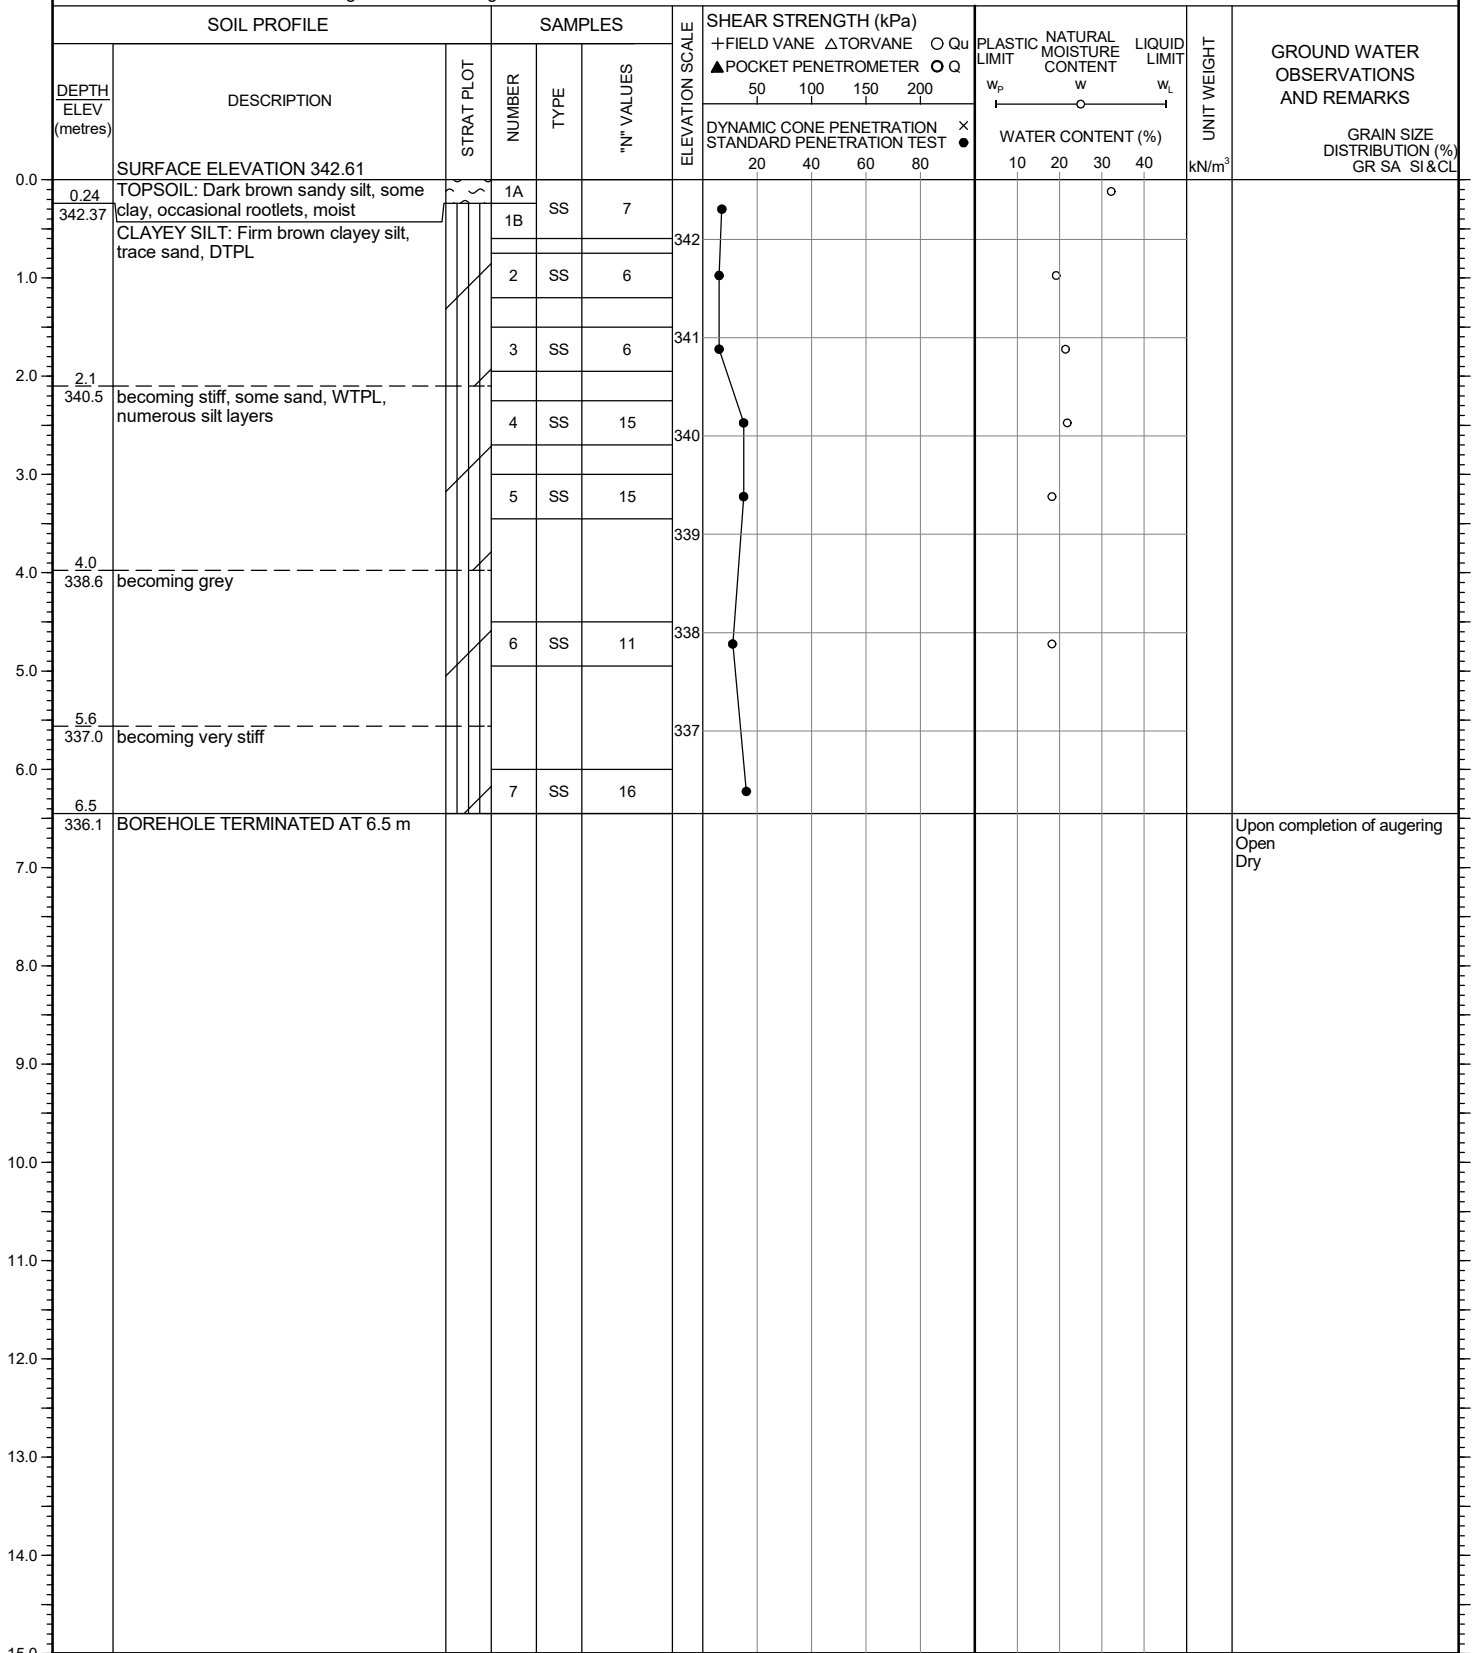 SOIL PROFILE
SAMPLES
DEPTH
ELEV
(metres)
DESCRIPTION
SURFACE ELEVATION 342.61
STRAT PLOT
NUMBER
TYPE
"N" VALUES
ELEVATION SCALE
SHEAR STRENGTH (kPa)
+FIELD VANE △TORVANE ○ Qu
▲POCKET PENETROMETER O Q
50 100 150 200
DYNAMIC CONE PENETRATION ×
STANDARD PENETRATION TEST ●
20 40 60 80
PLASTIC LIMIT
NATURAL MOISTURE CONTENT
LIQUID LIMIT
WP w WL
WATER CONTENT (%)
10 20 30 40
UNIT WEIGHT
kN/m3
GROUND WATER
OBSERVATIONS
AND REMARKS
GRAIN SIZE
DISTRIBUTION (%)
GR SA SI&CL
0.0
0.24
342.37
TOPSOIL: Dark brown sandy silt, some
clay, occasional rootlets, moist
CLAYEY SILT: Firm brown clayey silt,
trace sand, DTPL
1A
1B
SS 7
342
1.0
2 SS 6
341
3 SS 6
2.0
2.1
340.5
becoming stiff, some sand, WTPL,
numerous silt layers
4 SS 15
340
3.0
5 SS 15
339
4.0
4.0
338.6 becoming grey
338
6 SS 11
5.0
5.6
337.0 becoming very stiff
337
6.0
7 SS 16
6.5
336.1 BOREHOLE TERMINATED AT 6.5 m
Upon completion of augering
Open
Dry
7.0
8.0
9.0
10.0
11.0
12.0
13.0
14.0